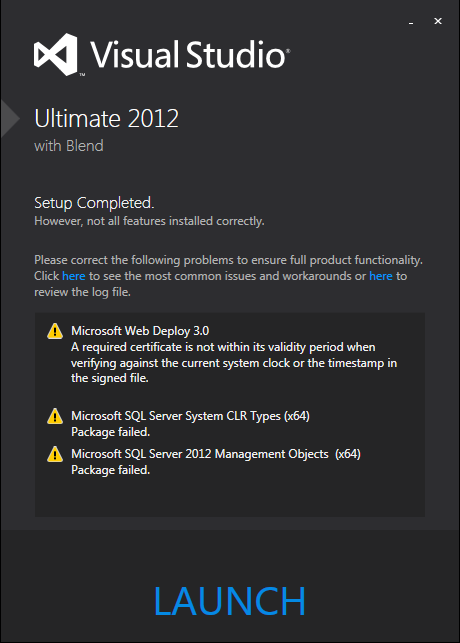 Visual Studio®
™
Ultimate 2012
with Blend
Setup Completed.
However, not all features installed correctly.
Please correct the following problems to ensure full product functionality.
Click here to see the most common issues and workarounds or here to
review the log file.
Microsoft Web Deploy 3.0
A required certificate is not within its validity period when
verifying against the current system clock or the timestamp in
the signed file.
Microsoft SQL Server System CLR Types (x64)
Package failed.
Microsoft SQL Server 2012 Management Objects  (x64)
Package failed.
LAUNCH